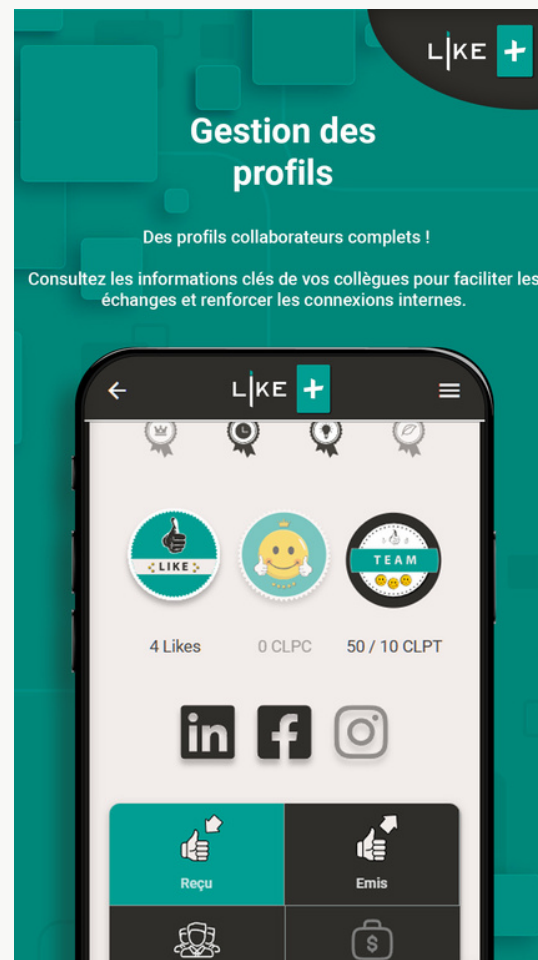 LIKE +
Gestion des
profils
Des profils collaborateurs complets !
Consultez les informations clés de vos collègues pour faciliter les
échanges et renforcer les connexions internes.
LIKE +
LIKE
TEAM
4 Likes
0 CLPC
50 / 10 CLPT
in
f
Reçu
Emis
$